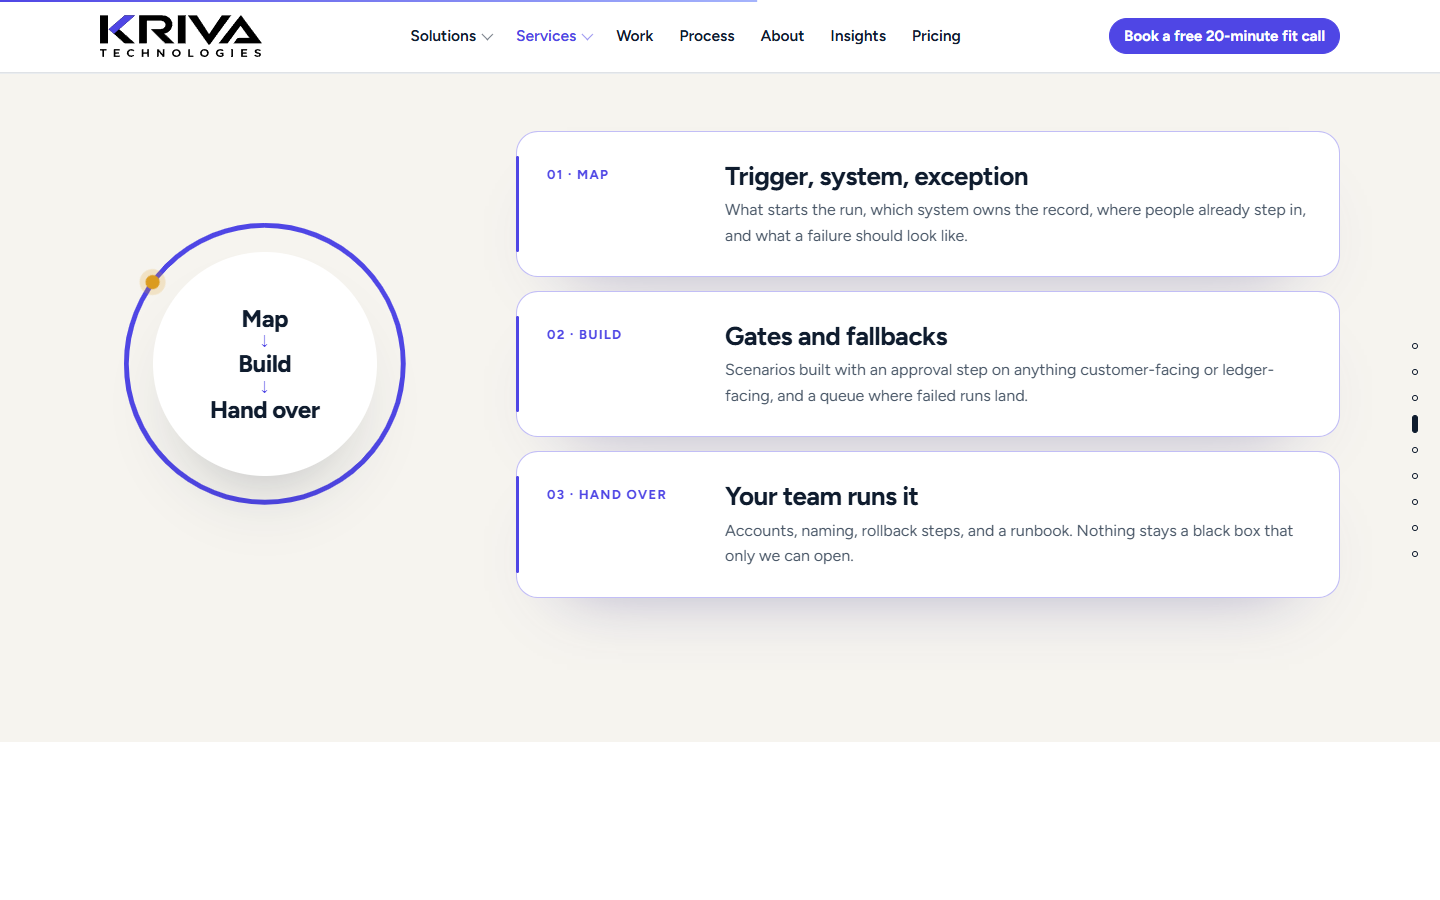 KRIVA
TECHNOLOGIES
Solutions
Services
Work
Process
About
Insights
Pricing
Book a free 20-minute fit call
Map
↓
Build
↓
Hand over
01 · MAP
Trigger, system, exception
What starts the run, which system owns the record, where people already step in,
and what a failure should look like.
02 · BUILD
Gates and fallbacks
Scenarios built with an approval step on anything customer-facing or ledger-
facing, and a queue where failed runs land.
03 · HAND OVER
Your team runs it
Accounts, naming, rollback steps, and a runbook. Nothing stays a black box that
only we can open.